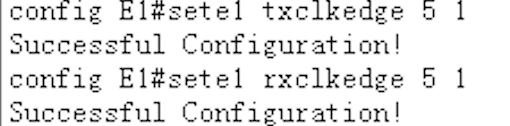 config E1#sete1 txclkedge 5 1
Successful Configuration!
config E1#sete1 rxclkedge 5 1
Successful Configuration!